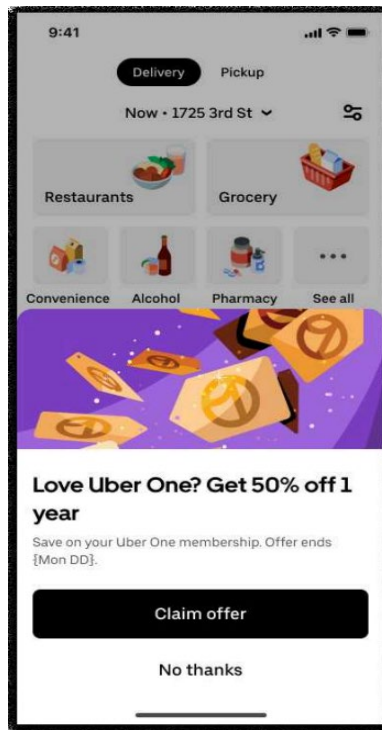 9:41
Delivery Pickup
Now • 1725 3rd St
Restaurants Grocery
Convenience Alcohol Pharmacy See all
Love Uber One? Get 50% off 1
year
Save on your Uber One membership. Offer ends
{Mon DD}.
Claim offer
No thanks